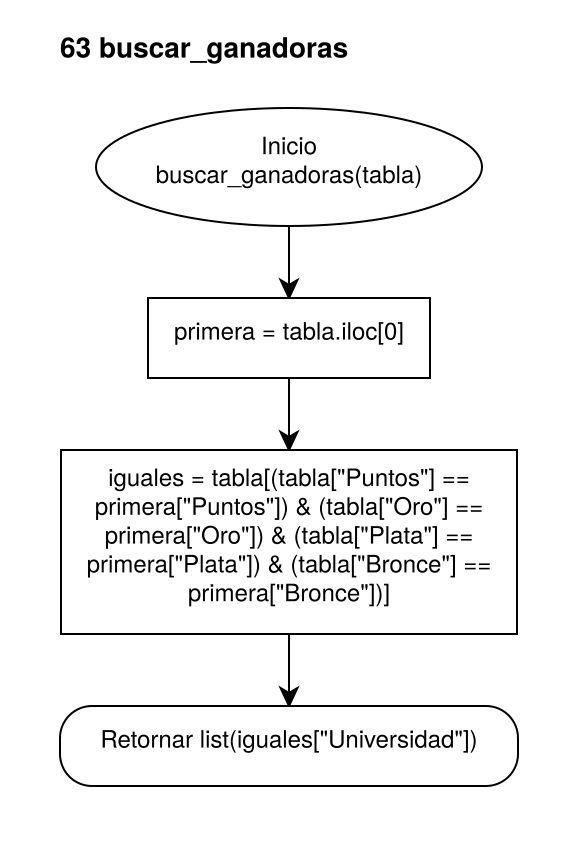 63 buscar_ganadoras
Inicio
buscar_ganadoras(tabla)
primera = tabla.iloc[0]
iguales = tabla[(tabla["Puntos"] ==
primera["Puntos"]) & (tabla["Oro"] ==
primera["Oro"]) & (tabla["Plata"] ==
primera["Plata"]) & (tabla["Bronce"] ==
primera["Bronce"])]
Retornar list(iguales["Universidad"])